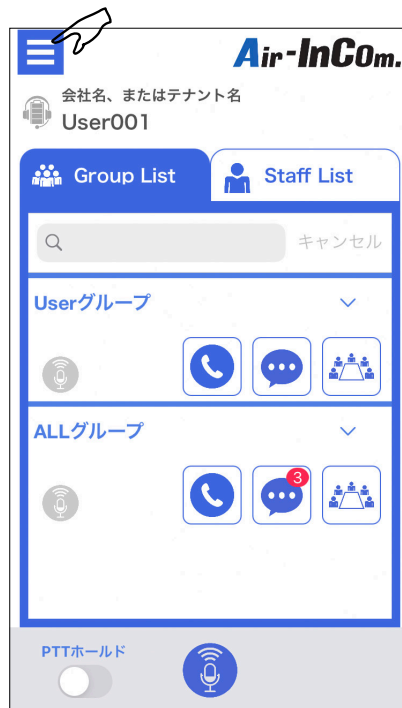 Air-InCom.
会社名、またはテナント名
User001
Group List
Staff List
キャンセル
Userグループ
ALLグループ
3
PTTホールド